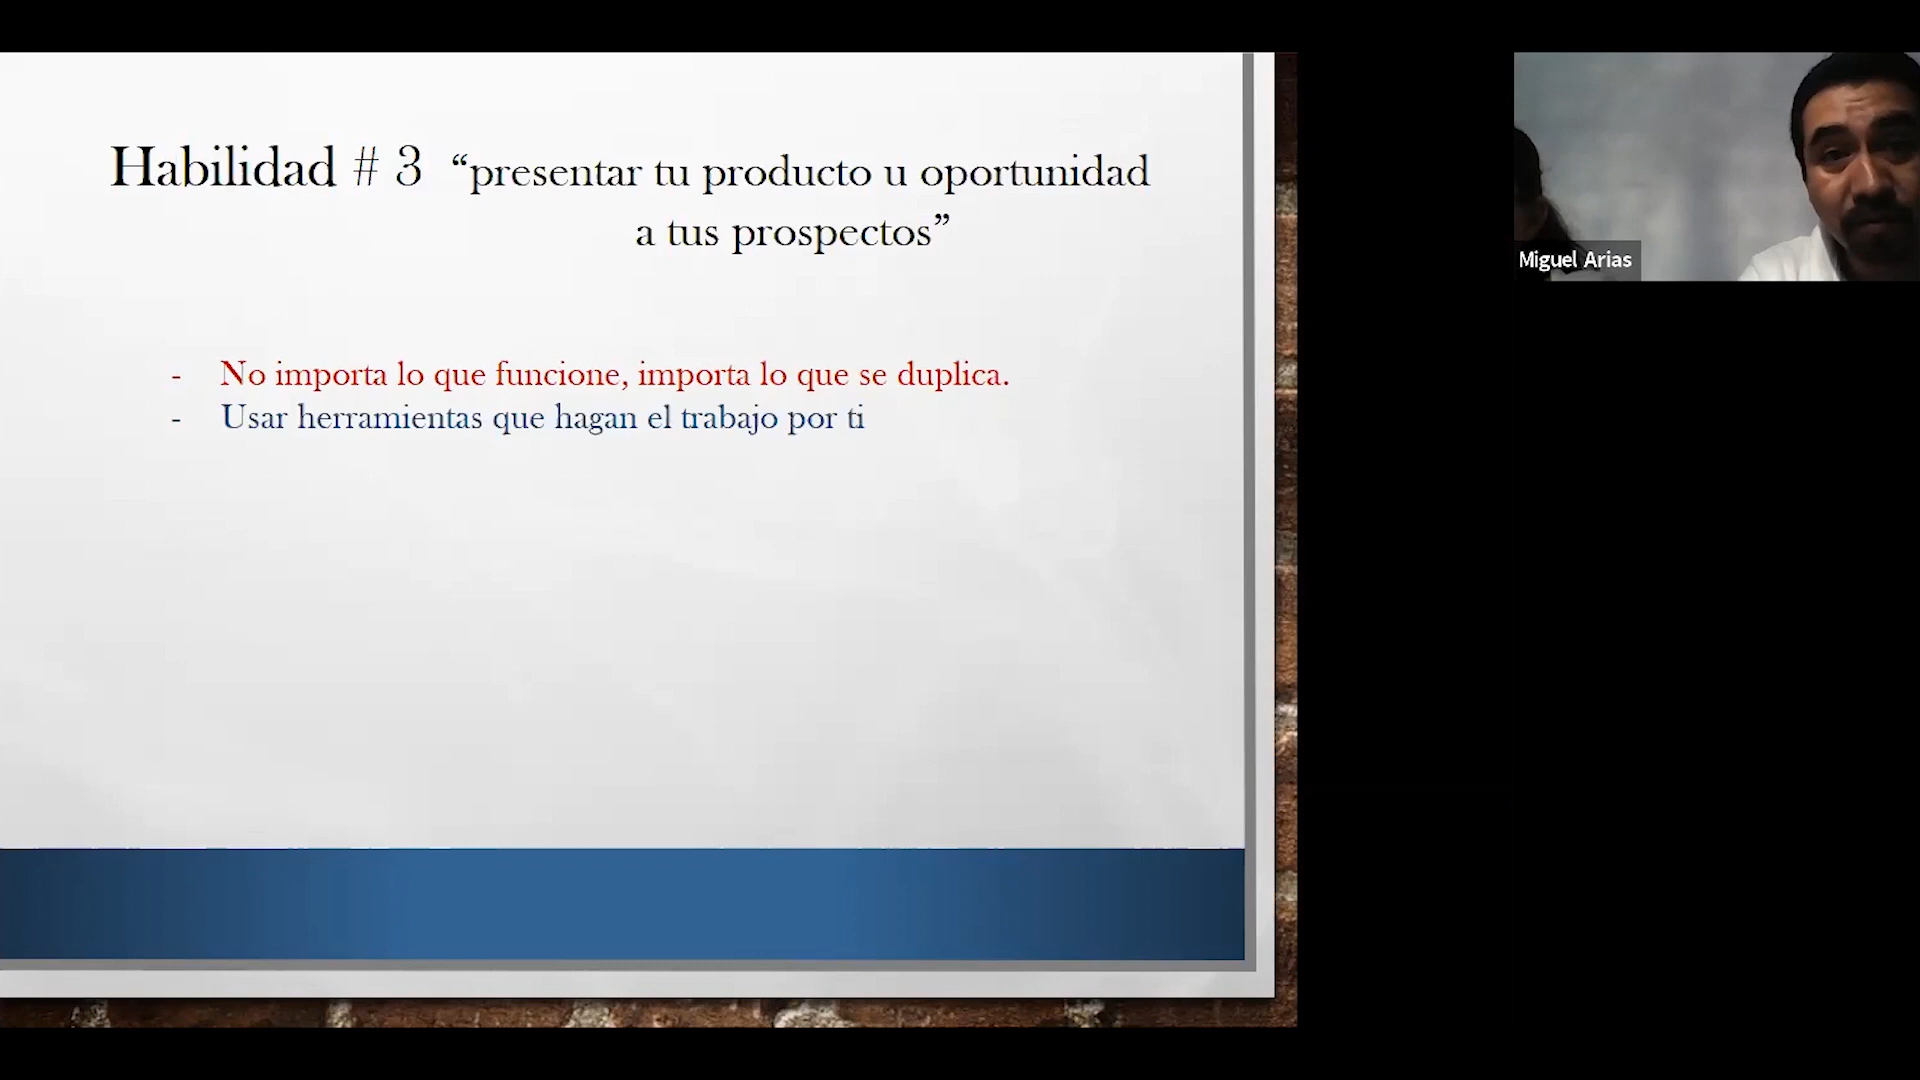 Habilidad # 3 “presentar tu producto u oportunidad
a tus prospectos”
- No importa lo que funcione, importa lo que se duplica.
- Usar herramientas que hagan el trabajo por ti
Miguel Arias